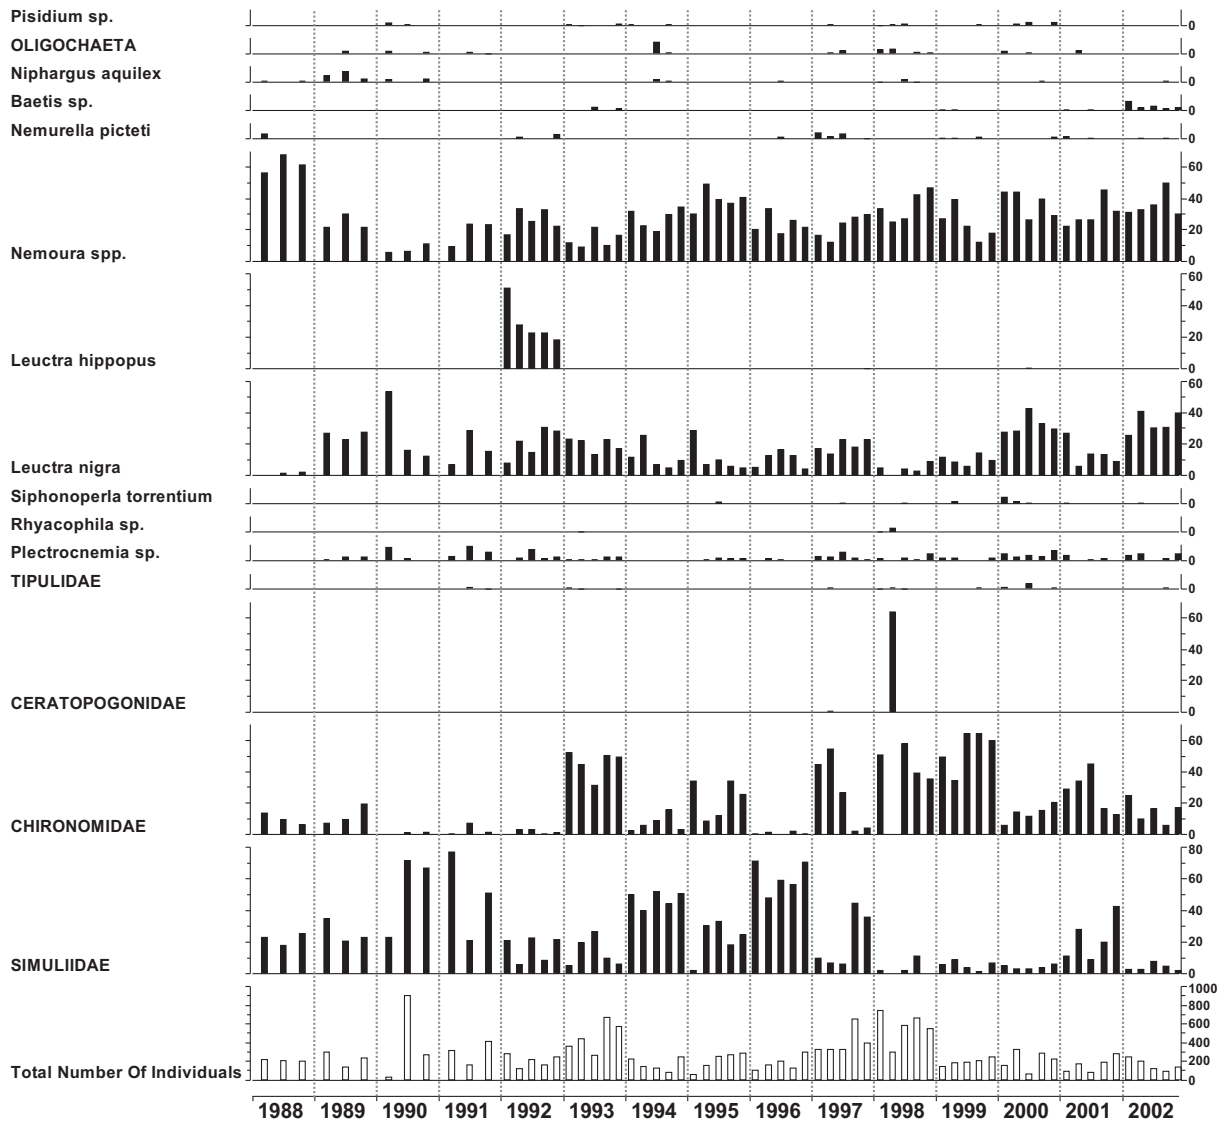 Pisidium sp.
0
OLIGOCHAETA
0
Niphargus aquilex
0
Baetis sp.
0
Nemurella picteti
0
60
40
20
Nemoura spp.
0
60
40
20
Leuctra hippopus
0
60
40
20
Leuctra nigra
0
Siphonoperla torrentium
0
Rhyacophila sp.
0
Plectrocnemia sp.
0
TIPULIDAE
0
60
40
20
CERATOPOGONIDAE
0
60
40
20
CHIRONOMIDAE
0
80
60
40
20
SIMULIIDAE
0
1000
800
600
400
200
Total Number Of Individuals
0
1988 1989 1990 1991 1992 1993 1994 1995 1996 1997 1998 1999 2000 2001 2002